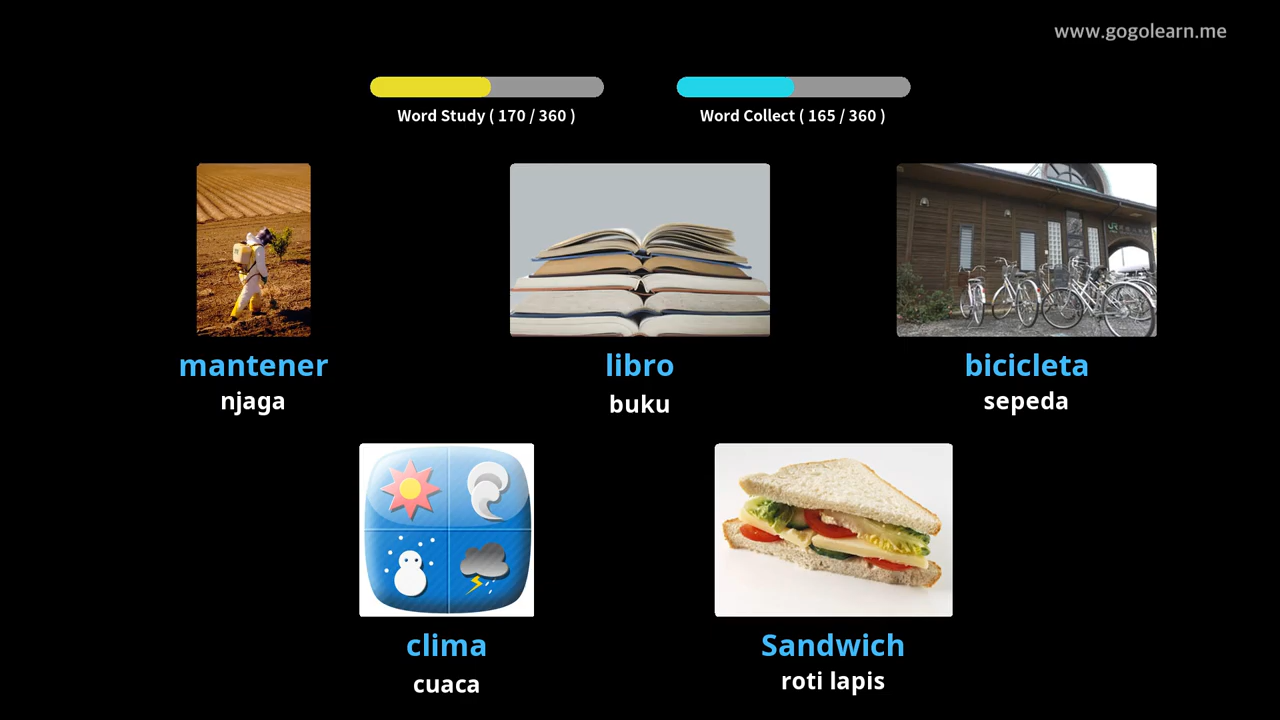 www.gogolearn.me
Word Study ( 170 / 360 )
Word Collect ( 165 / 360 )
mantener
njaga
libro
buku
bicicleta
sepeda
clima
cuaca
Sandwich
roti lapis